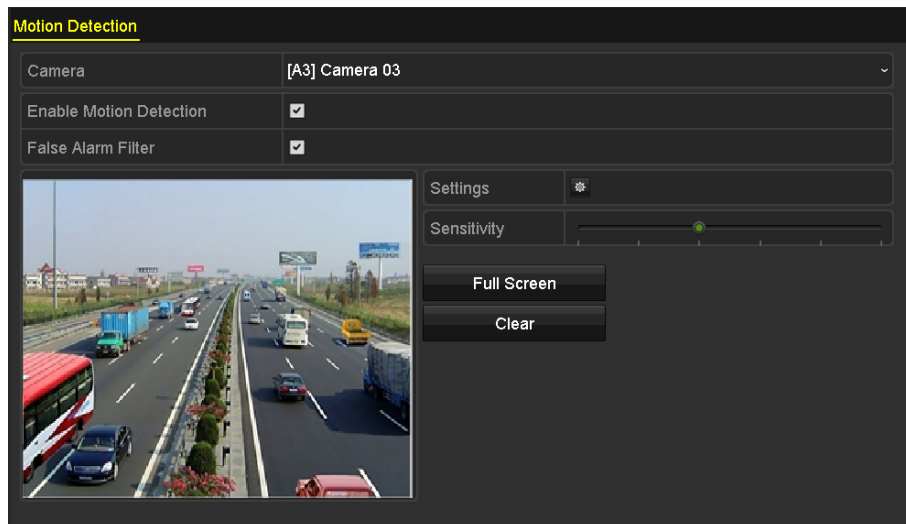 Motion Detection
Camera
[A3] Camera 03
Enable Motion Detection
False Alarm Filter
Settings
Sensitivity
Full Screen
Clear